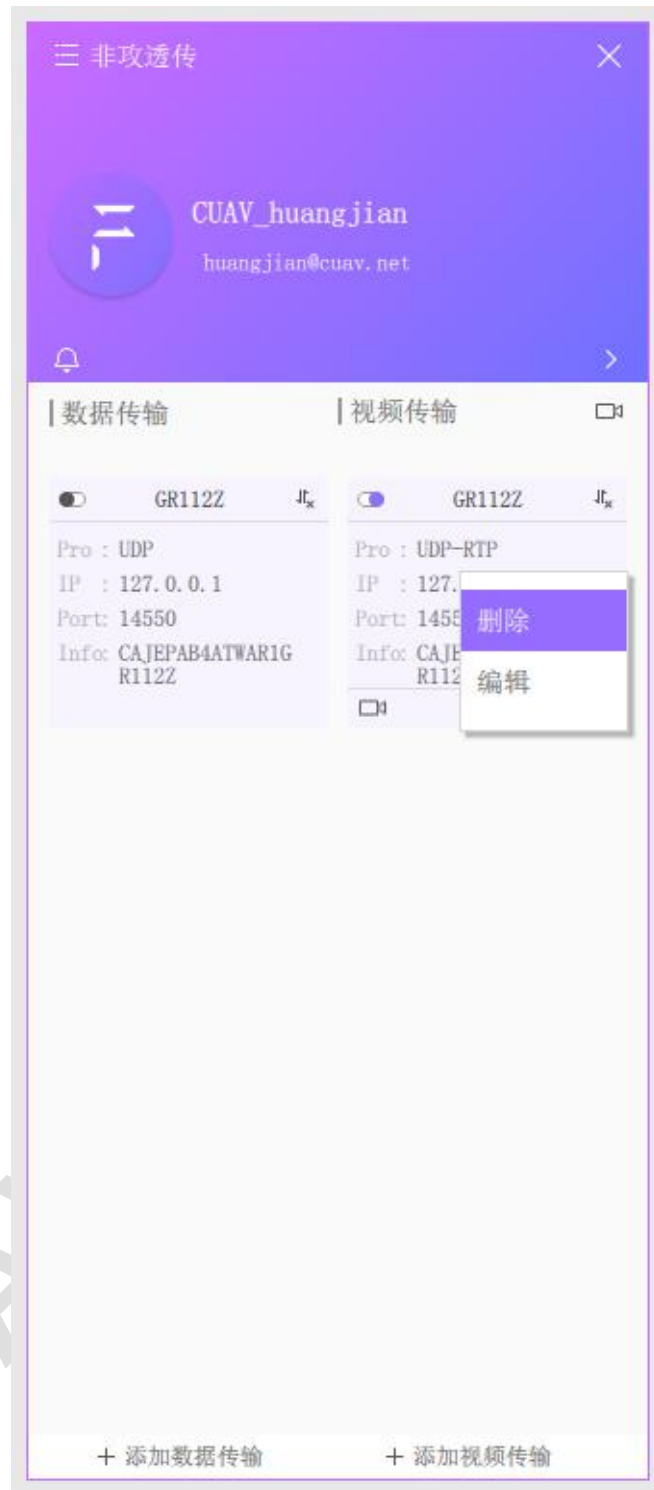 非攻透传
CUAV_huangjian
huangjian@cuav.net
数据传输
GR112Z
Pro : UDP
IP : 127.0.0.1
Port: 14550
Info: CAJEPAB4ATWAR1G
R112Z
视频传输
GR112Z
Pro : UDP-RTP
IP : 127.
Port: 1455
Info: CAJE
R112
删除
编辑
+ 添加数据传输
+ 添加视频传输